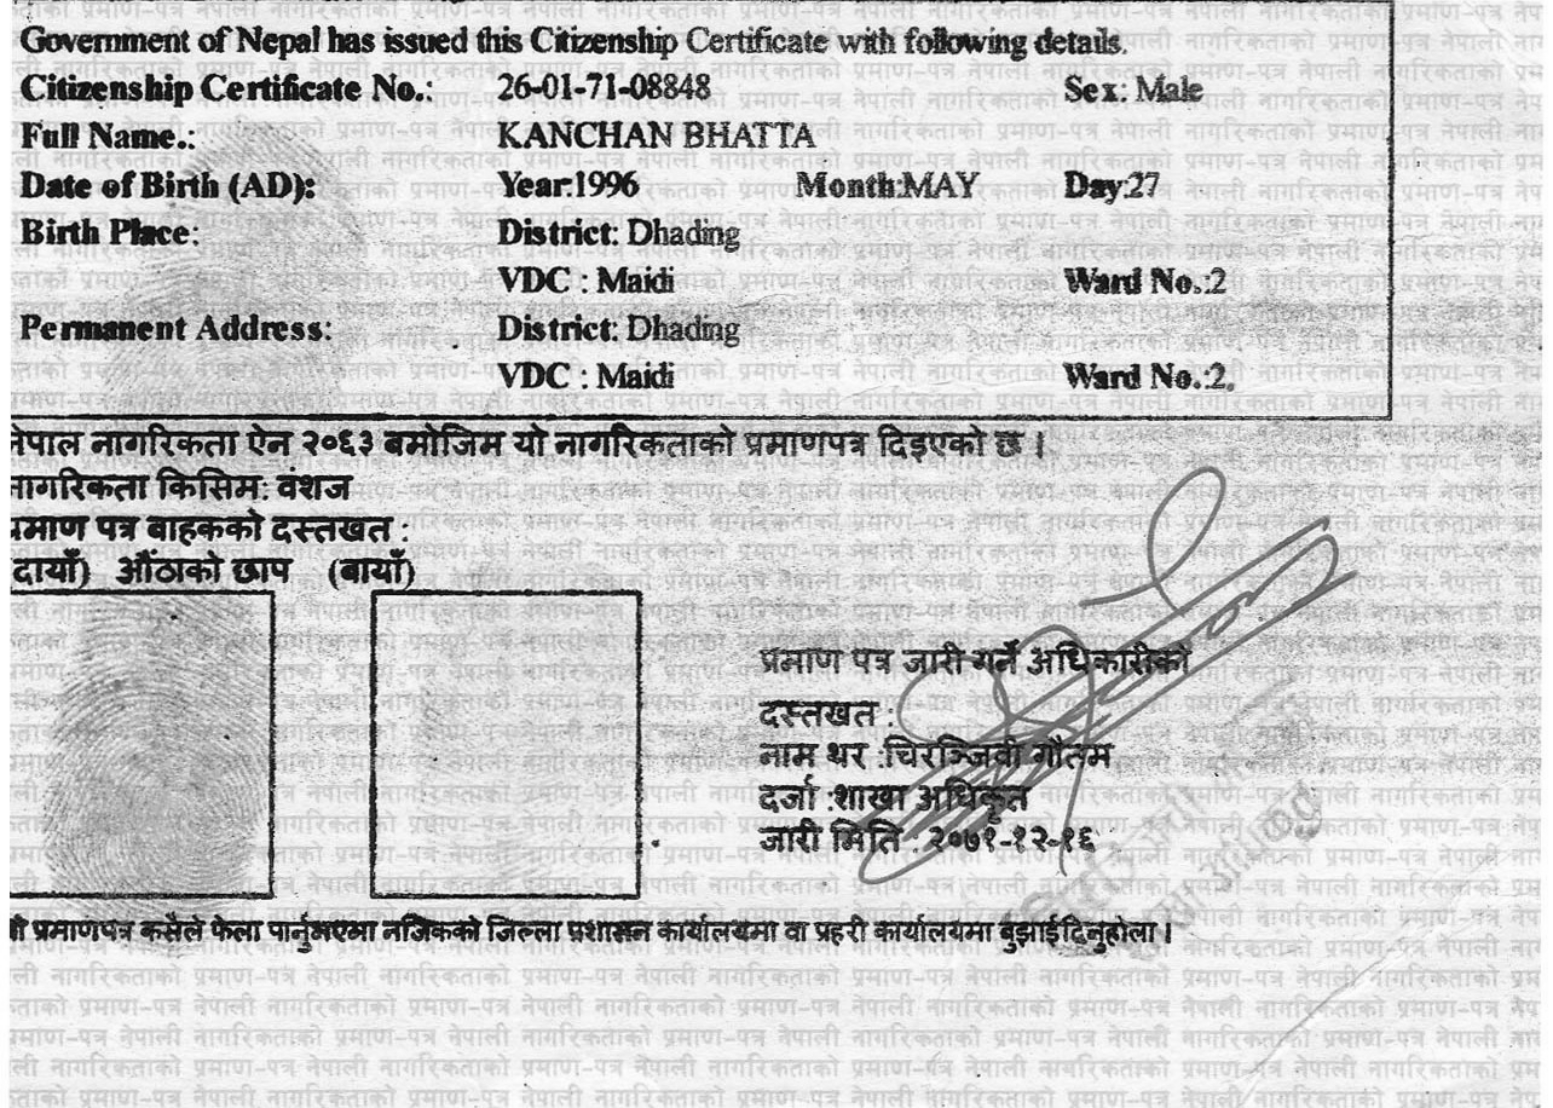 Government of Nepal has issued this Citizenship Certificate with following details.
Citizenship Certificate No.: 26-01-71-08848 Sex: Male
Full Name.: KANCHAN BHATTA
Date of Birth (AD): Year:1996 Month:MAY Day:27
Birth Place: District: Dhading
VDC : Maidi Ward No.:2
Permanent Address: District: Dhading
VDC : Maidi Ward No.:2
नेपाल नागरिकता ऐन २०६३ बमोजिम यो नागरिकताको प्रमाणपत्र दिइएको छ ।
नागरिकता किसिम: वंशज
प्रमाण पत्र वाहकको दस्तखत :
(दायाँ) औंठाको छाप (बायाँ)
प्रमाण पत्र जारी गर्ने अधिकारीको
दस्तखत :
नाम थर :चिरञ्जिवी गौतम
दर्जा :शाखा अधिकृत
जारी मिति : २०७१-१२-१६
यो प्रमाणपत्र कसैले फेला पार्नुभएमा नजिकको जिल्ला प्रशासन कार्यालयमा वा प्रहरी कार्यालयमा बुझाईदिनुहोला ।